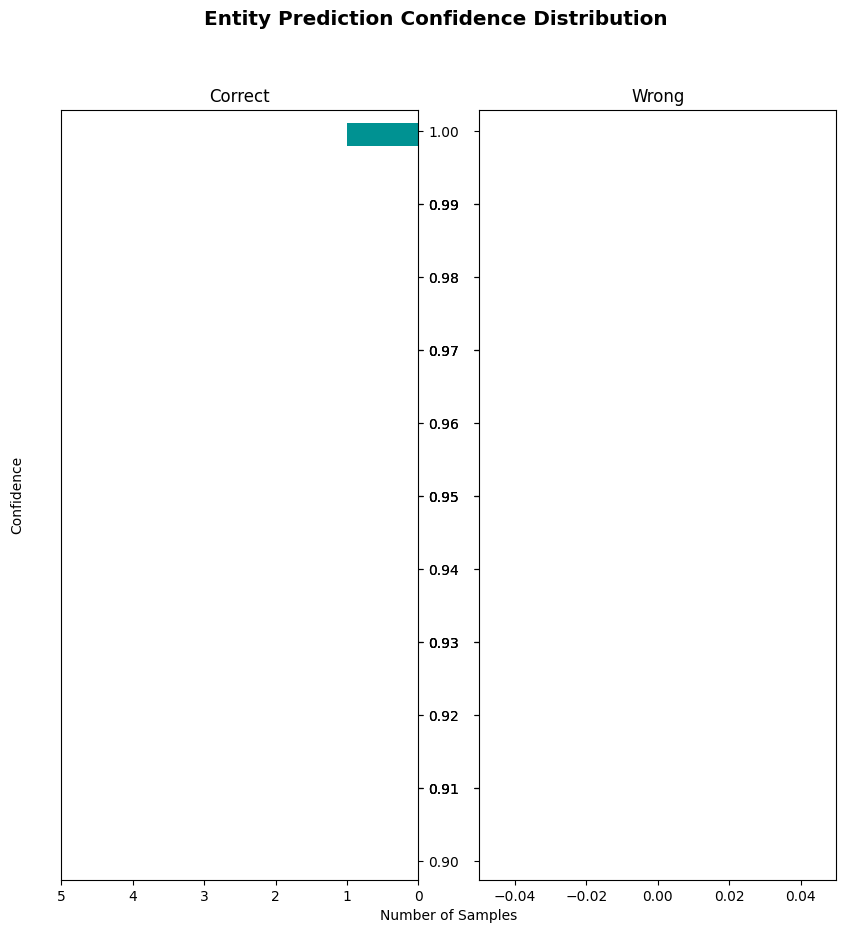 Entity Prediction Confidence Distribution
Correct
Wrong
1.00
0.99
0.98
0.97
0.96
0.95
0.94
0.93
0.92
0.91
0.90
Confidence
5 4 3 2 1 0
−0.04 −0.02 0.00 0.02 0.04
Number of Samples